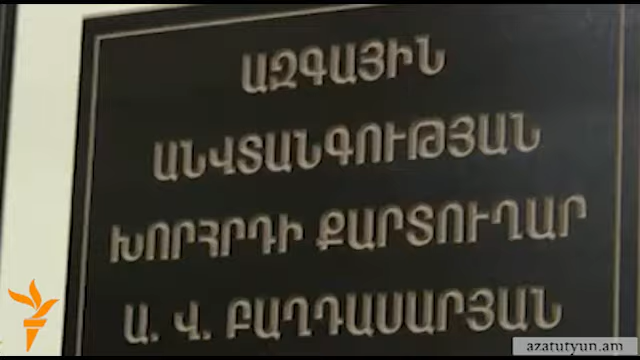 ԱԶԳԱՅԻՆ
ԱՆՎՏԱՆԳՈՒԹՅԱՆ
ԽՈՐՀՐԴԻ ՔԱՐՏՈՒՂԱՐ
Ա. Վ. ԲԱՂԴԱՍԱՐՅԱՆ
azatutyun.am